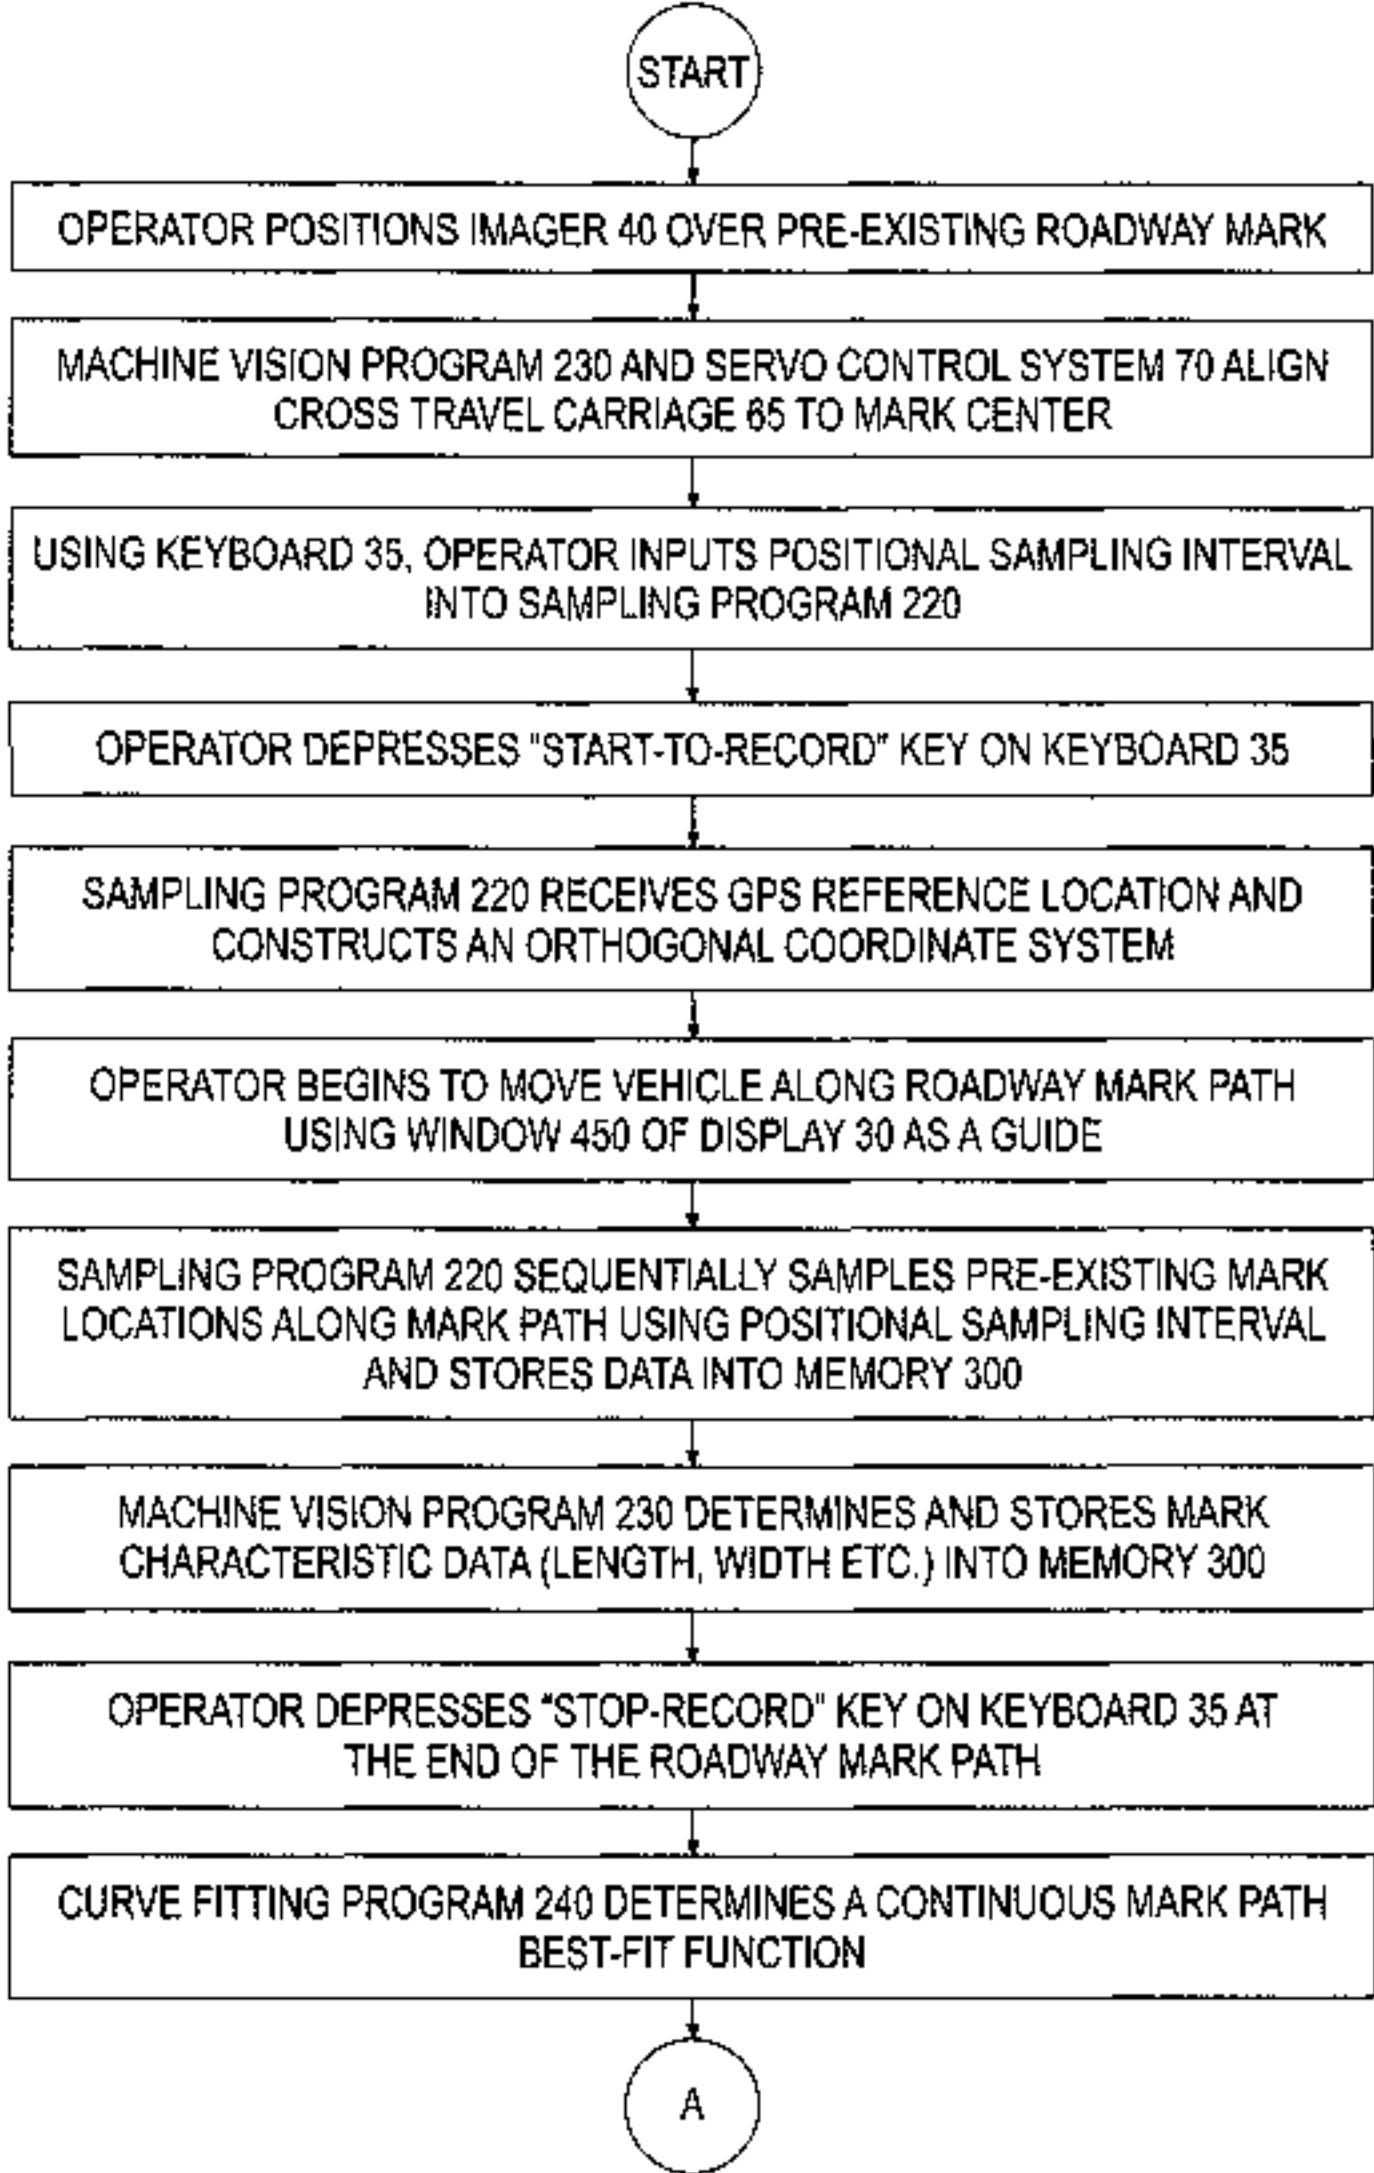 START
OPERATOR POSITIONS IMAGER 40 OVER PRE-EXISTING ROADWAY MARK
MACHINE VISION PROGRAM 230 AND SERVO CONTROL SYSTEM 70 ALIGN
CROSS TRAVEL CARRIAGE 65 TO MARK CENTER
USING KEYBOARD 35, OPERATOR INPUTS POSITIONAL SAMPLING INTERVAL
INTO SAMPLING PROGRAM 220
OPERATOR DEPRESSES "START-TO-RECORD" KEY ON KEYBOARD 35
SAMPLING PROGRAM 220 RECEIVES GPS REFERENCE LOCATION AND
CONSTRUCTS AN ORTHOGONAL COORDINATE SYSTEM
OPERATOR BEGINS TO MOVE VEHICLE ALONG ROADWAY MARK PATH
USING WINDOW 450 OF DISPLAY 30 AS A GUIDE
SAMPLING PROGRAM 220 SEQUENTIALLY SAMPLES PRE-EXISTING MARK
LOCATIONS ALONG MARK PATH USING POSITIONAL SAMPLING INTERVAL
AND STORES DATA INTO MEMORY 300
MACHINE VISION PROGRAM 230 DETERMINES AND STORES MARK
CHARACTERISTIC DATA (LENGTH, WIDTH ETC.) INTO MEMORY 300
OPERATOR DEPRESSES "STOP-RECORD" KEY ON KEYBOARD 35 AT
THE END OF THE ROADWAY MARK PATH
CURVE FITTING PROGRAM 240 DETERMINES A CONTINUOUS MARK PATH
BEST-FIT FUNCTION
A